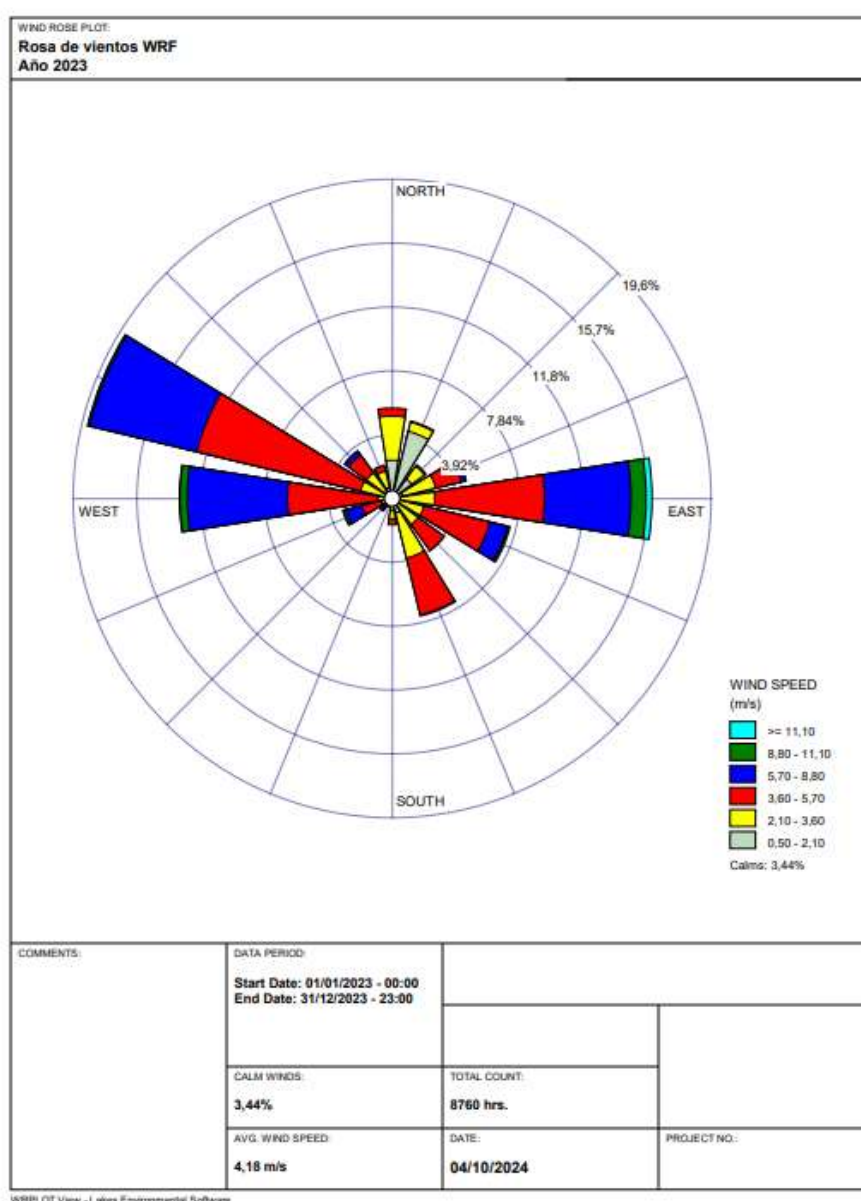 WIND ROSE PLOT:
Rosa de vientos WRF
Año 2023
NORTH
19,6%
15,7%
11,8%
7,84%
3,92%
WEST
EAST
SOUTH
WIND SPEED
(m/s)
>= 11,10
8,80 - 11,10
5,70 - 8,80
3,60 - 5,70
2,10 - 3,60
0,50 - 2,10
Calms: 3,44%
COMMENTS:
DATA PERIOD:
Start Date: 01/01/2023 - 00:00
End Date: 31/12/2023 - 23:00
CALM WINDS:
3,44%
TOTAL COUNT:
8760 hrs.
AVG. WIND SPEED:
4,18 m/s
DATE:
04/10/2024
PROJECT NO.:
WRPLOT View - Lakes Environmental Software